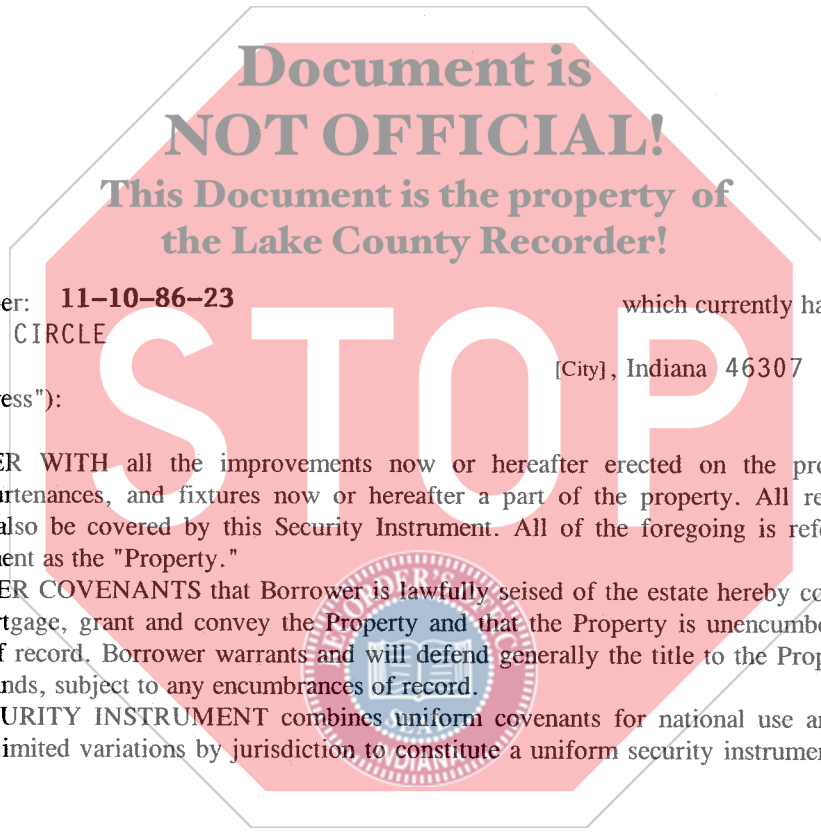 Document is
NOT OFFICIAL!
This Document is the property of
the Lake County Recorder!
er: 11-10-86-23 which currently ha
CIRCLE
[City], Indiana 46307
ress"):
STOP
ER WITH all the improvements now or hereafter erected on the pre
rtenances, and fixtures now or hereafter a part of the property. All re
also be covered by this Security Instrument. All of the foregoing is refe
ent as the "Property."
ER COVENANTS that Borrower is lawfully seised of the estate hereby co
rtgage, grant and convey the Property and that the Property is unencumbe
f record. Borrower warrants and will defend generally the title to the Prop
nds, subject to any encumbrances of record.
URITY INSTRUMENT combines uniform covenants for national use an
imited variations by jurisdiction to constitute a uniform security instrumen
SEAL
INDIANA